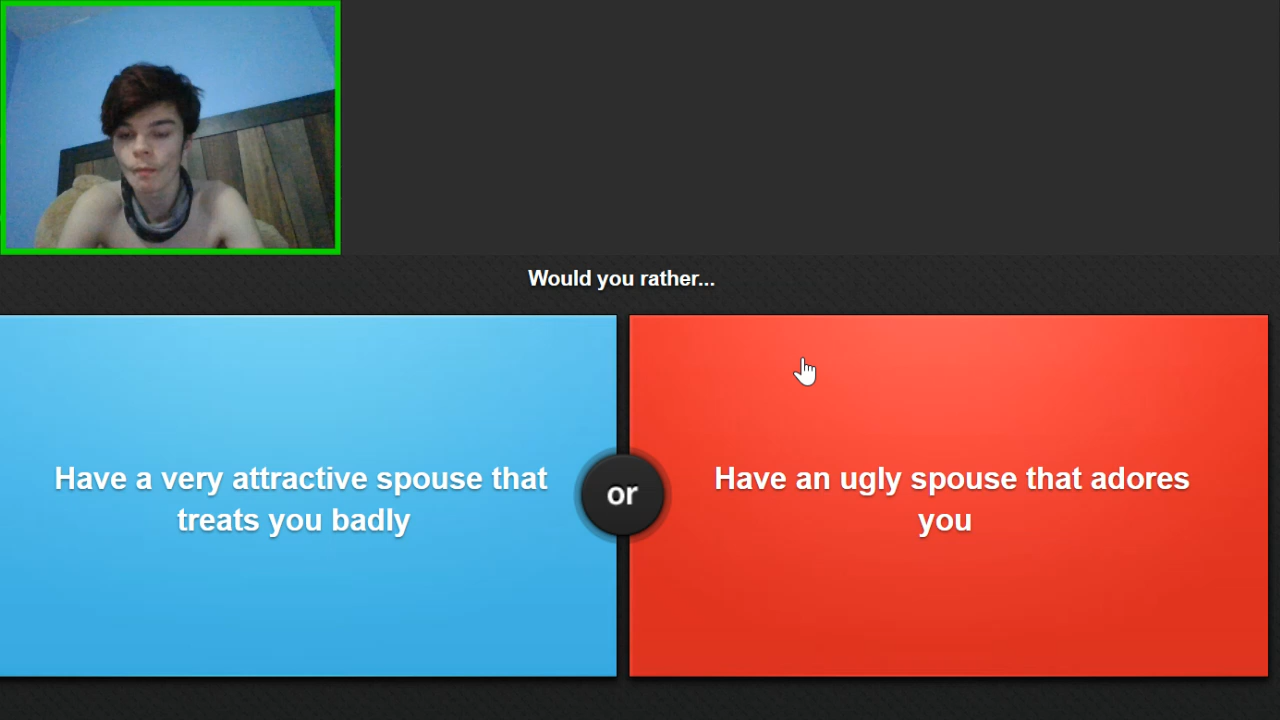 Would you rather...
Have a very attractive spouse that
treats you badly
or
Have an ugly spouse that adores
you